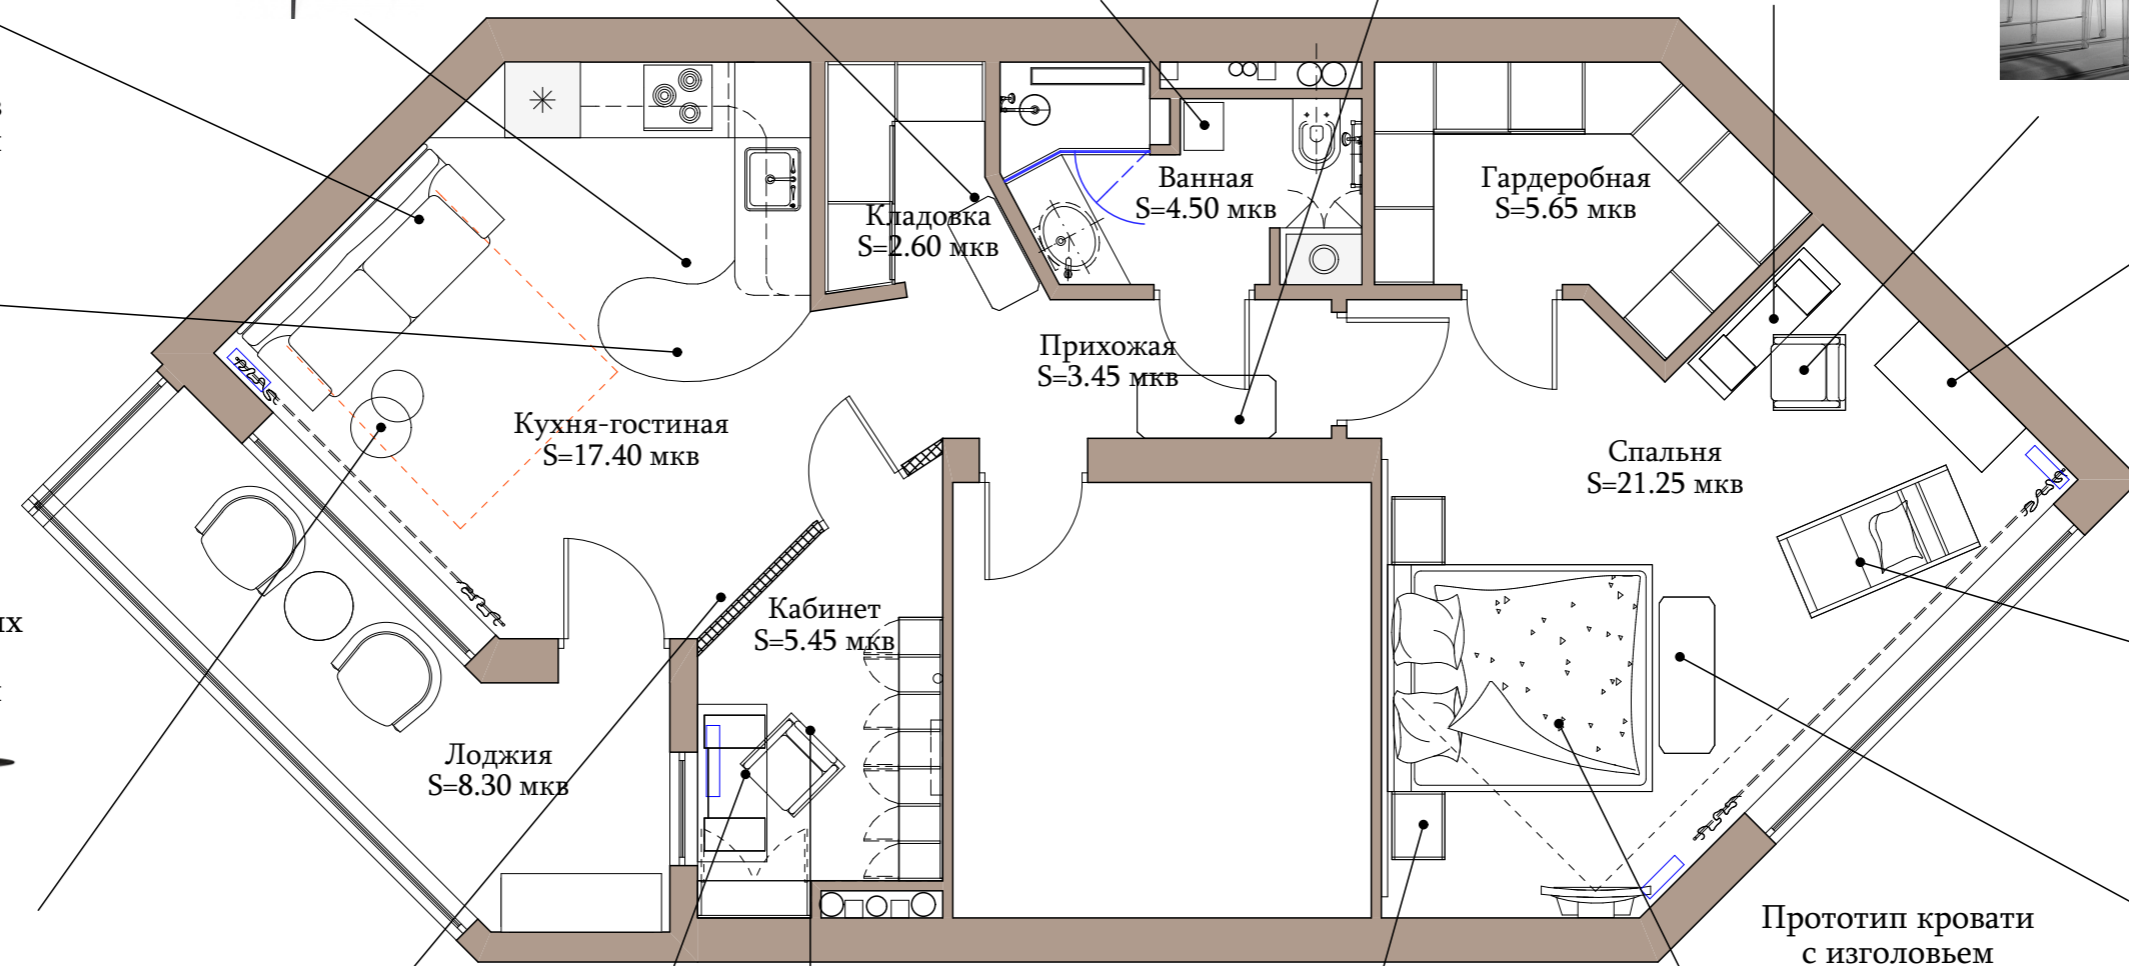 Ванная
S=4.50 мкв
Гардеробная
S=5.65 мкв
Кладовка
S=2.60 мкв
Прихожая
S=3.45 мкв
Кухня-гостиная
S=17.40 мкв
Спальня
S=21.25 мкв
Кабинет
S=5.45 мкв
Лоджия
S=8.30 мкв
Прототип кровати
с изголовьем